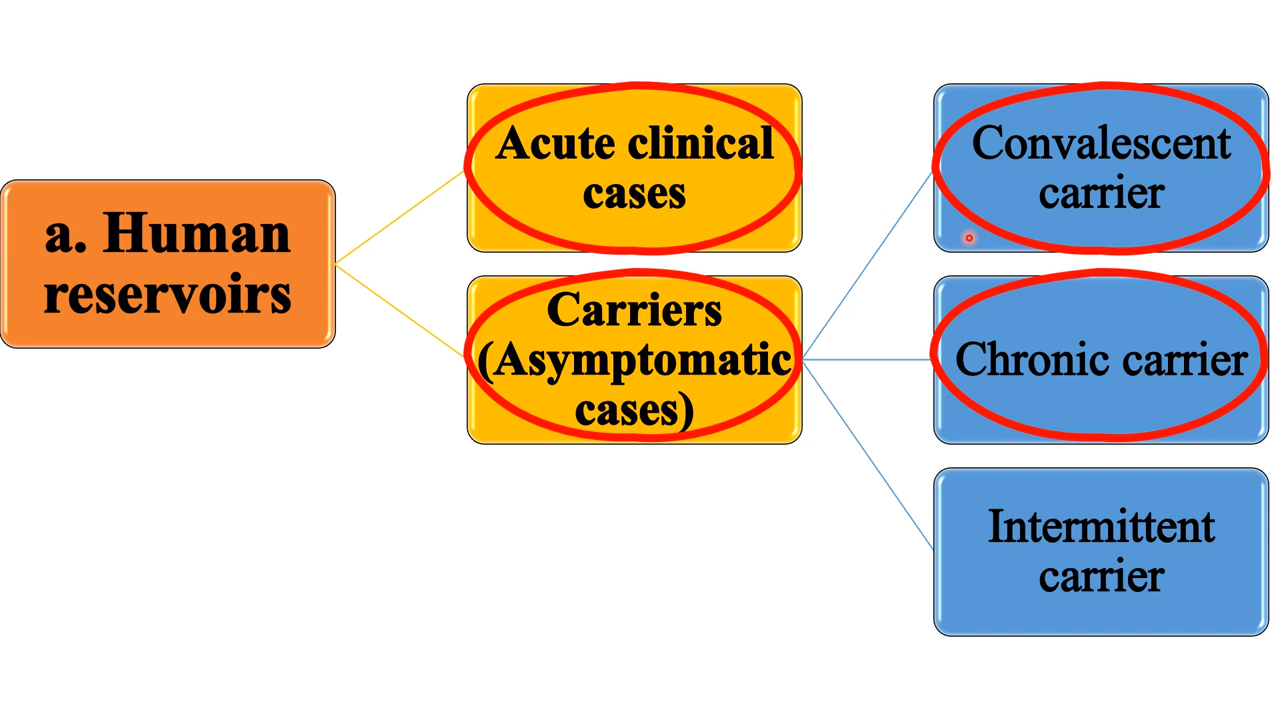 a. Human
reservoirs
Acute clinical
cases
Carriers
(Asymptomatic
cases)
Convalescent
carrier
Chronic carrier
Intermittent
carrier